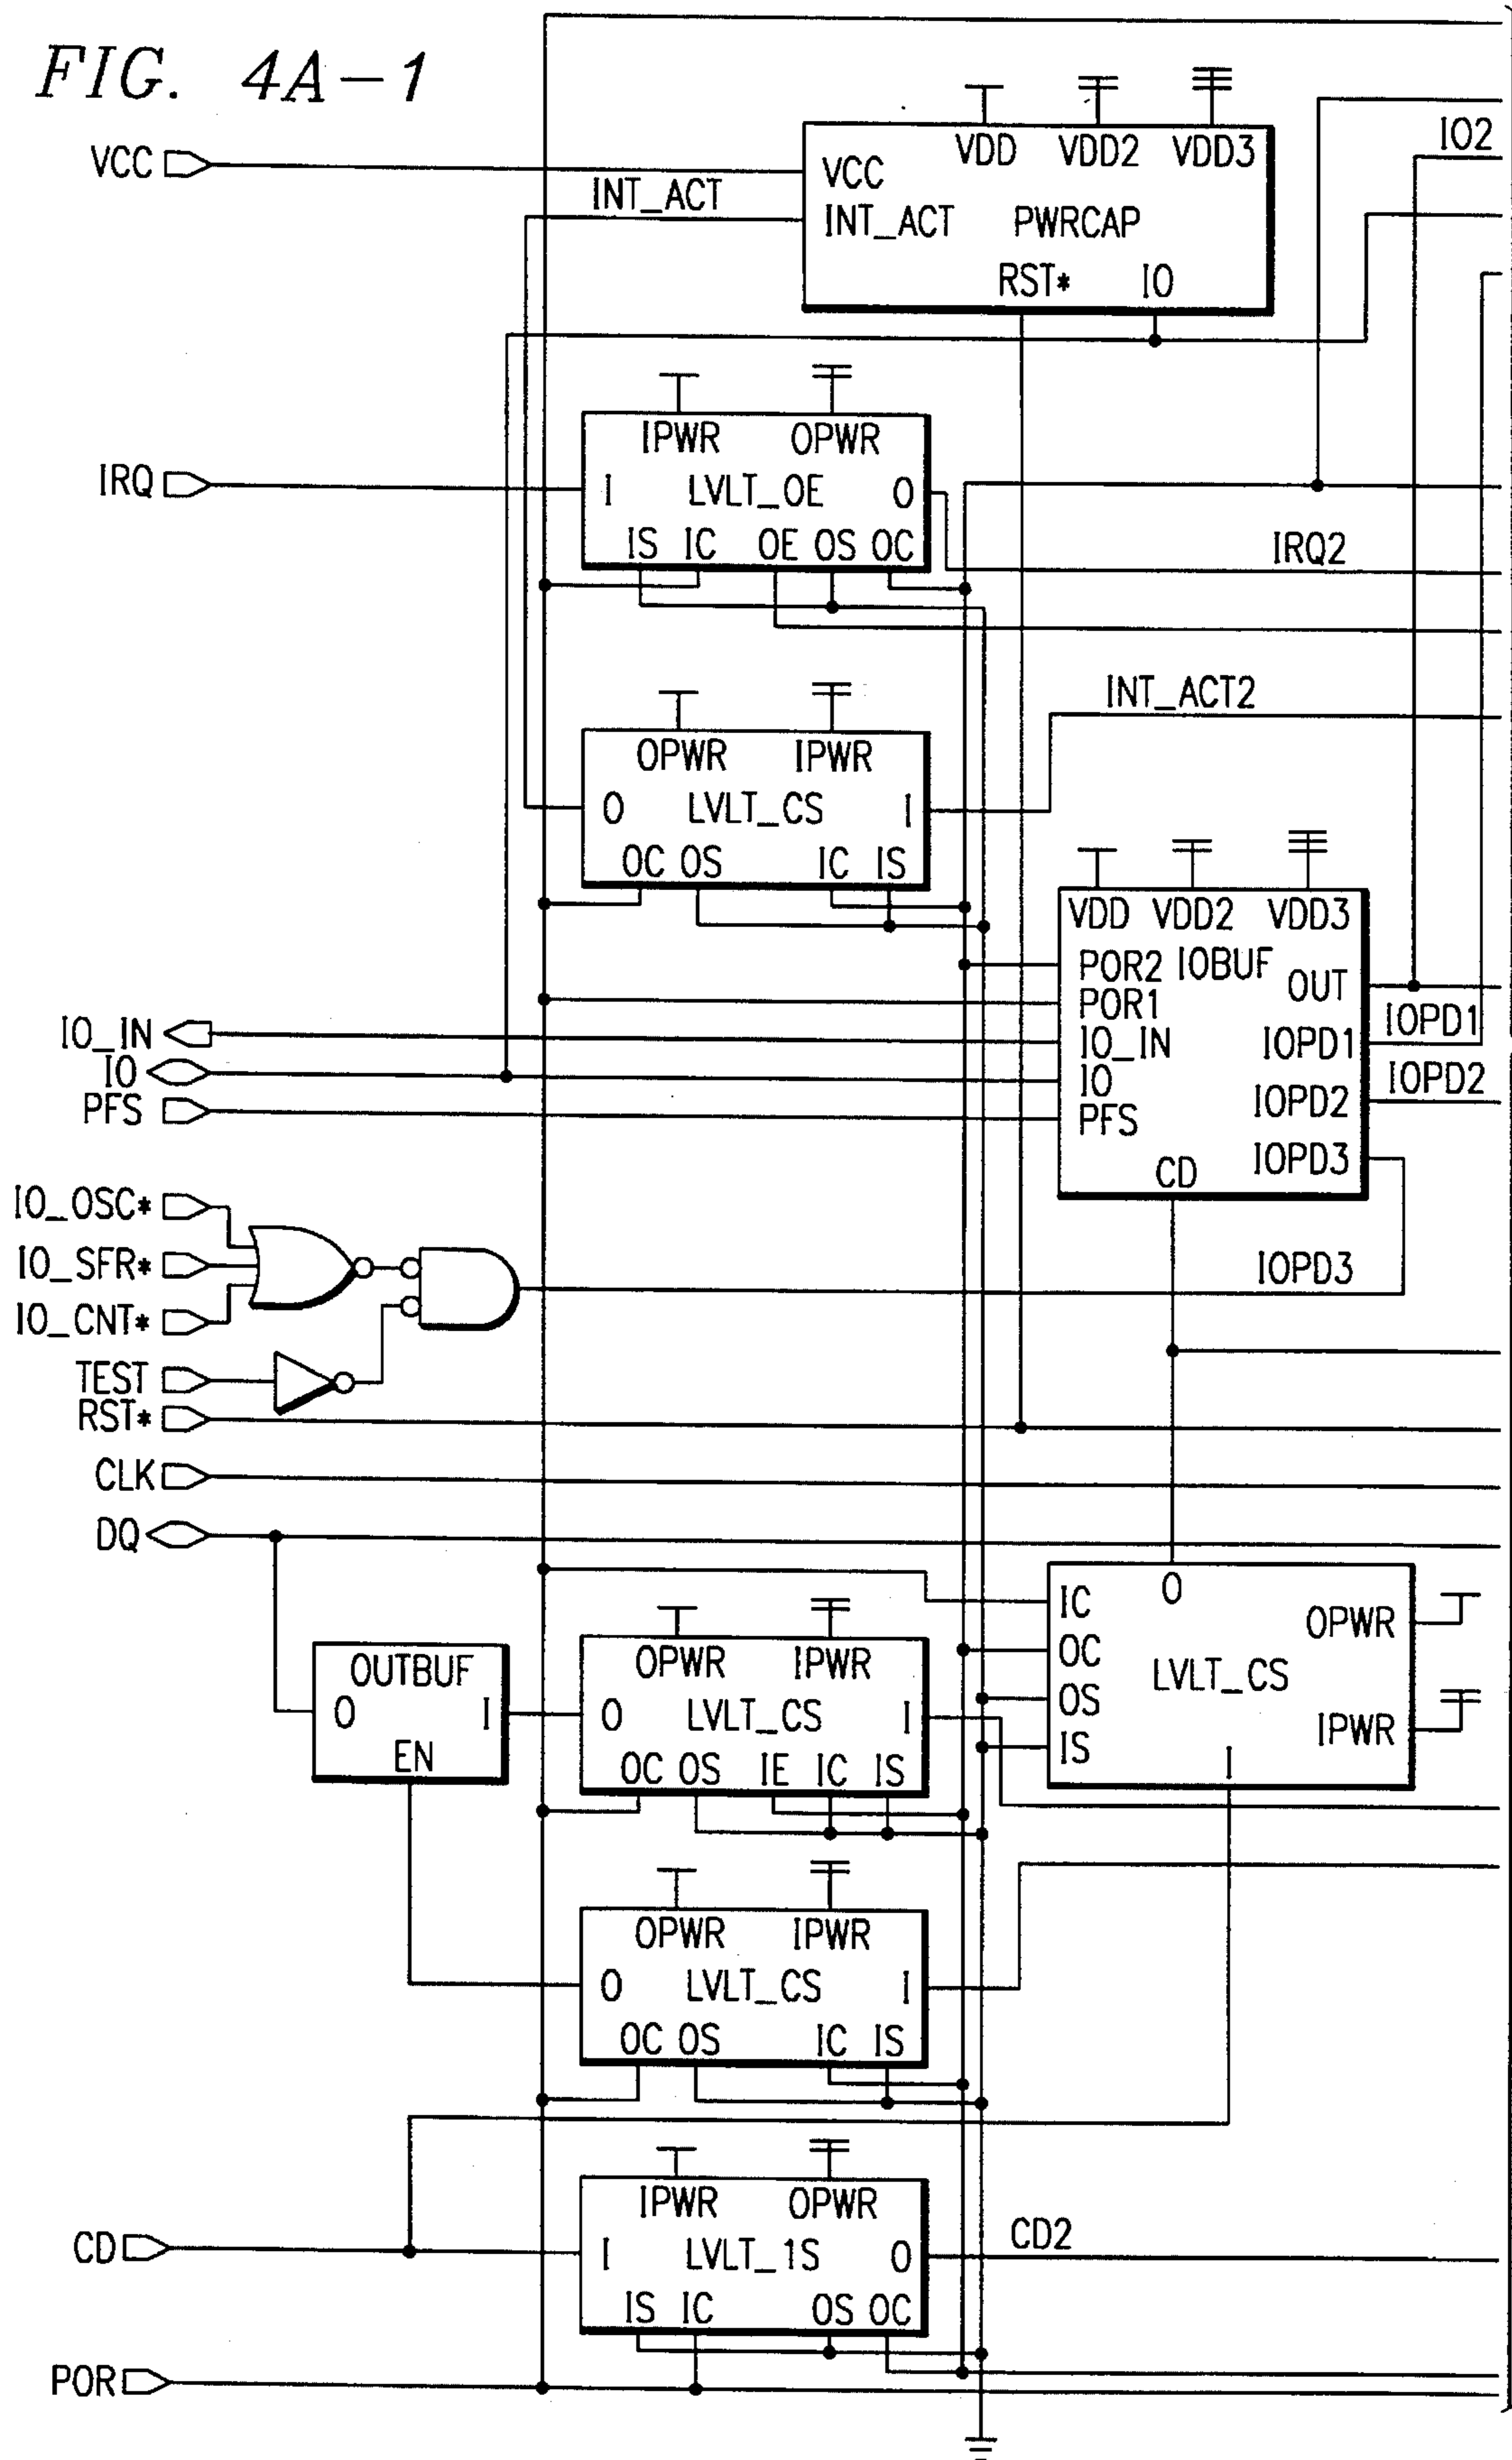 FIG. 4A-1
IO2
VCC
VDD VDD2 VDD3
VCC
INT_ACT
INT_ACT PWRCAP
RST* IO
IPWR OPWR
IRQ
I LVLT_OE O
IS IC OE OS OC
IRQ2
INT_ACT2
OPWR IPWR
O LVLT_CS I
OC OS IC IS
VDD VDD2 VDD3
POR2 IOBUF
OUT
POR1
IO_IN
IO_IN
IOPD1
IOPD1
IO
IO
PFS
PFS
IOPD2
IOPD2
CD
IOPD3
IO_OSC*
IO_SFR*
IOPD3
IO_CNT*
TEST
RST*
CLK
DQ
O
IC
OPWR
OC
LVLT_CS
OS
IPWR
IS
I
OPWR IPWR
OUTBUF
O I
EN
O LVLT_CS I
OC OS IE IC IS
OPWR IPWR
O LVLT_CS I
OC OS IC IS
IPWR OPWR
CD
I LVLT_1S O
CD2
IS IC OS OC
POR